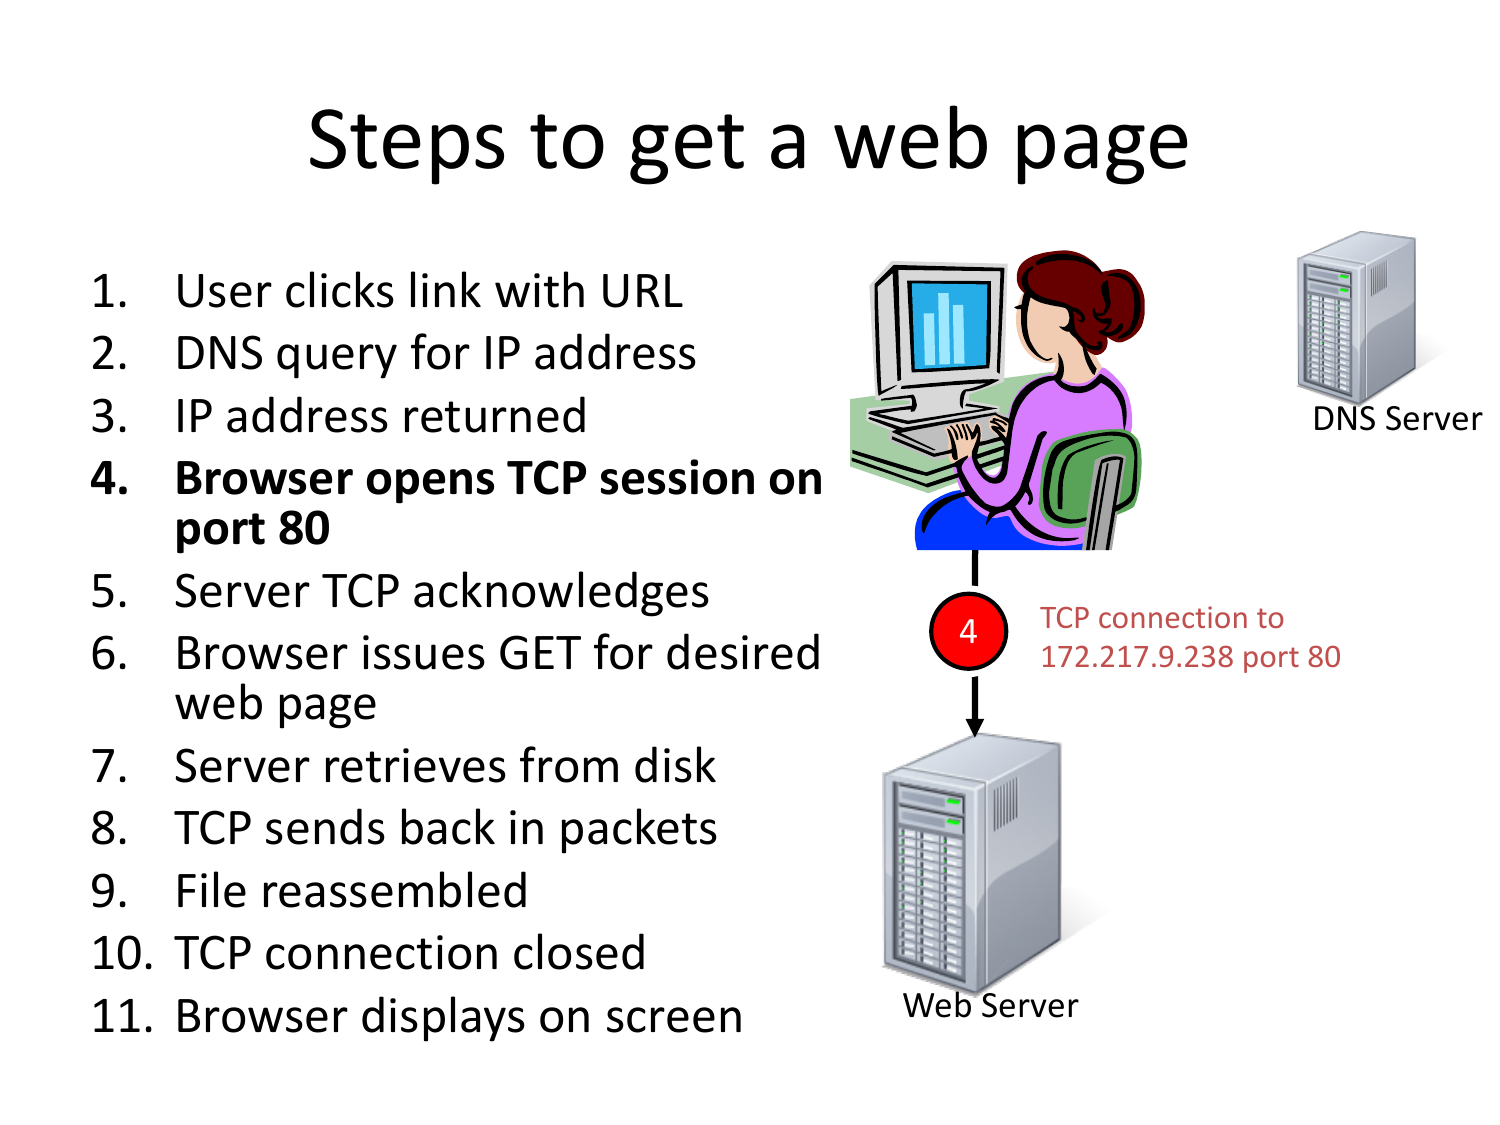 Steps to get a web page
1. User clicks link with URL
2. DNS query for IP address
3. IP address returned
4. Browser opens TCP session on
port 80
5. Server TCP acknowledges
6. Browser issues GET for desired
web page
7. Server retrieves from disk
8. TCP sends back in packets
9. File reassembled
10. TCP connection closed
11. Browser displays on screen
DNS Server
4
TCP connection to
172.217.9.238 port 80
Web Server